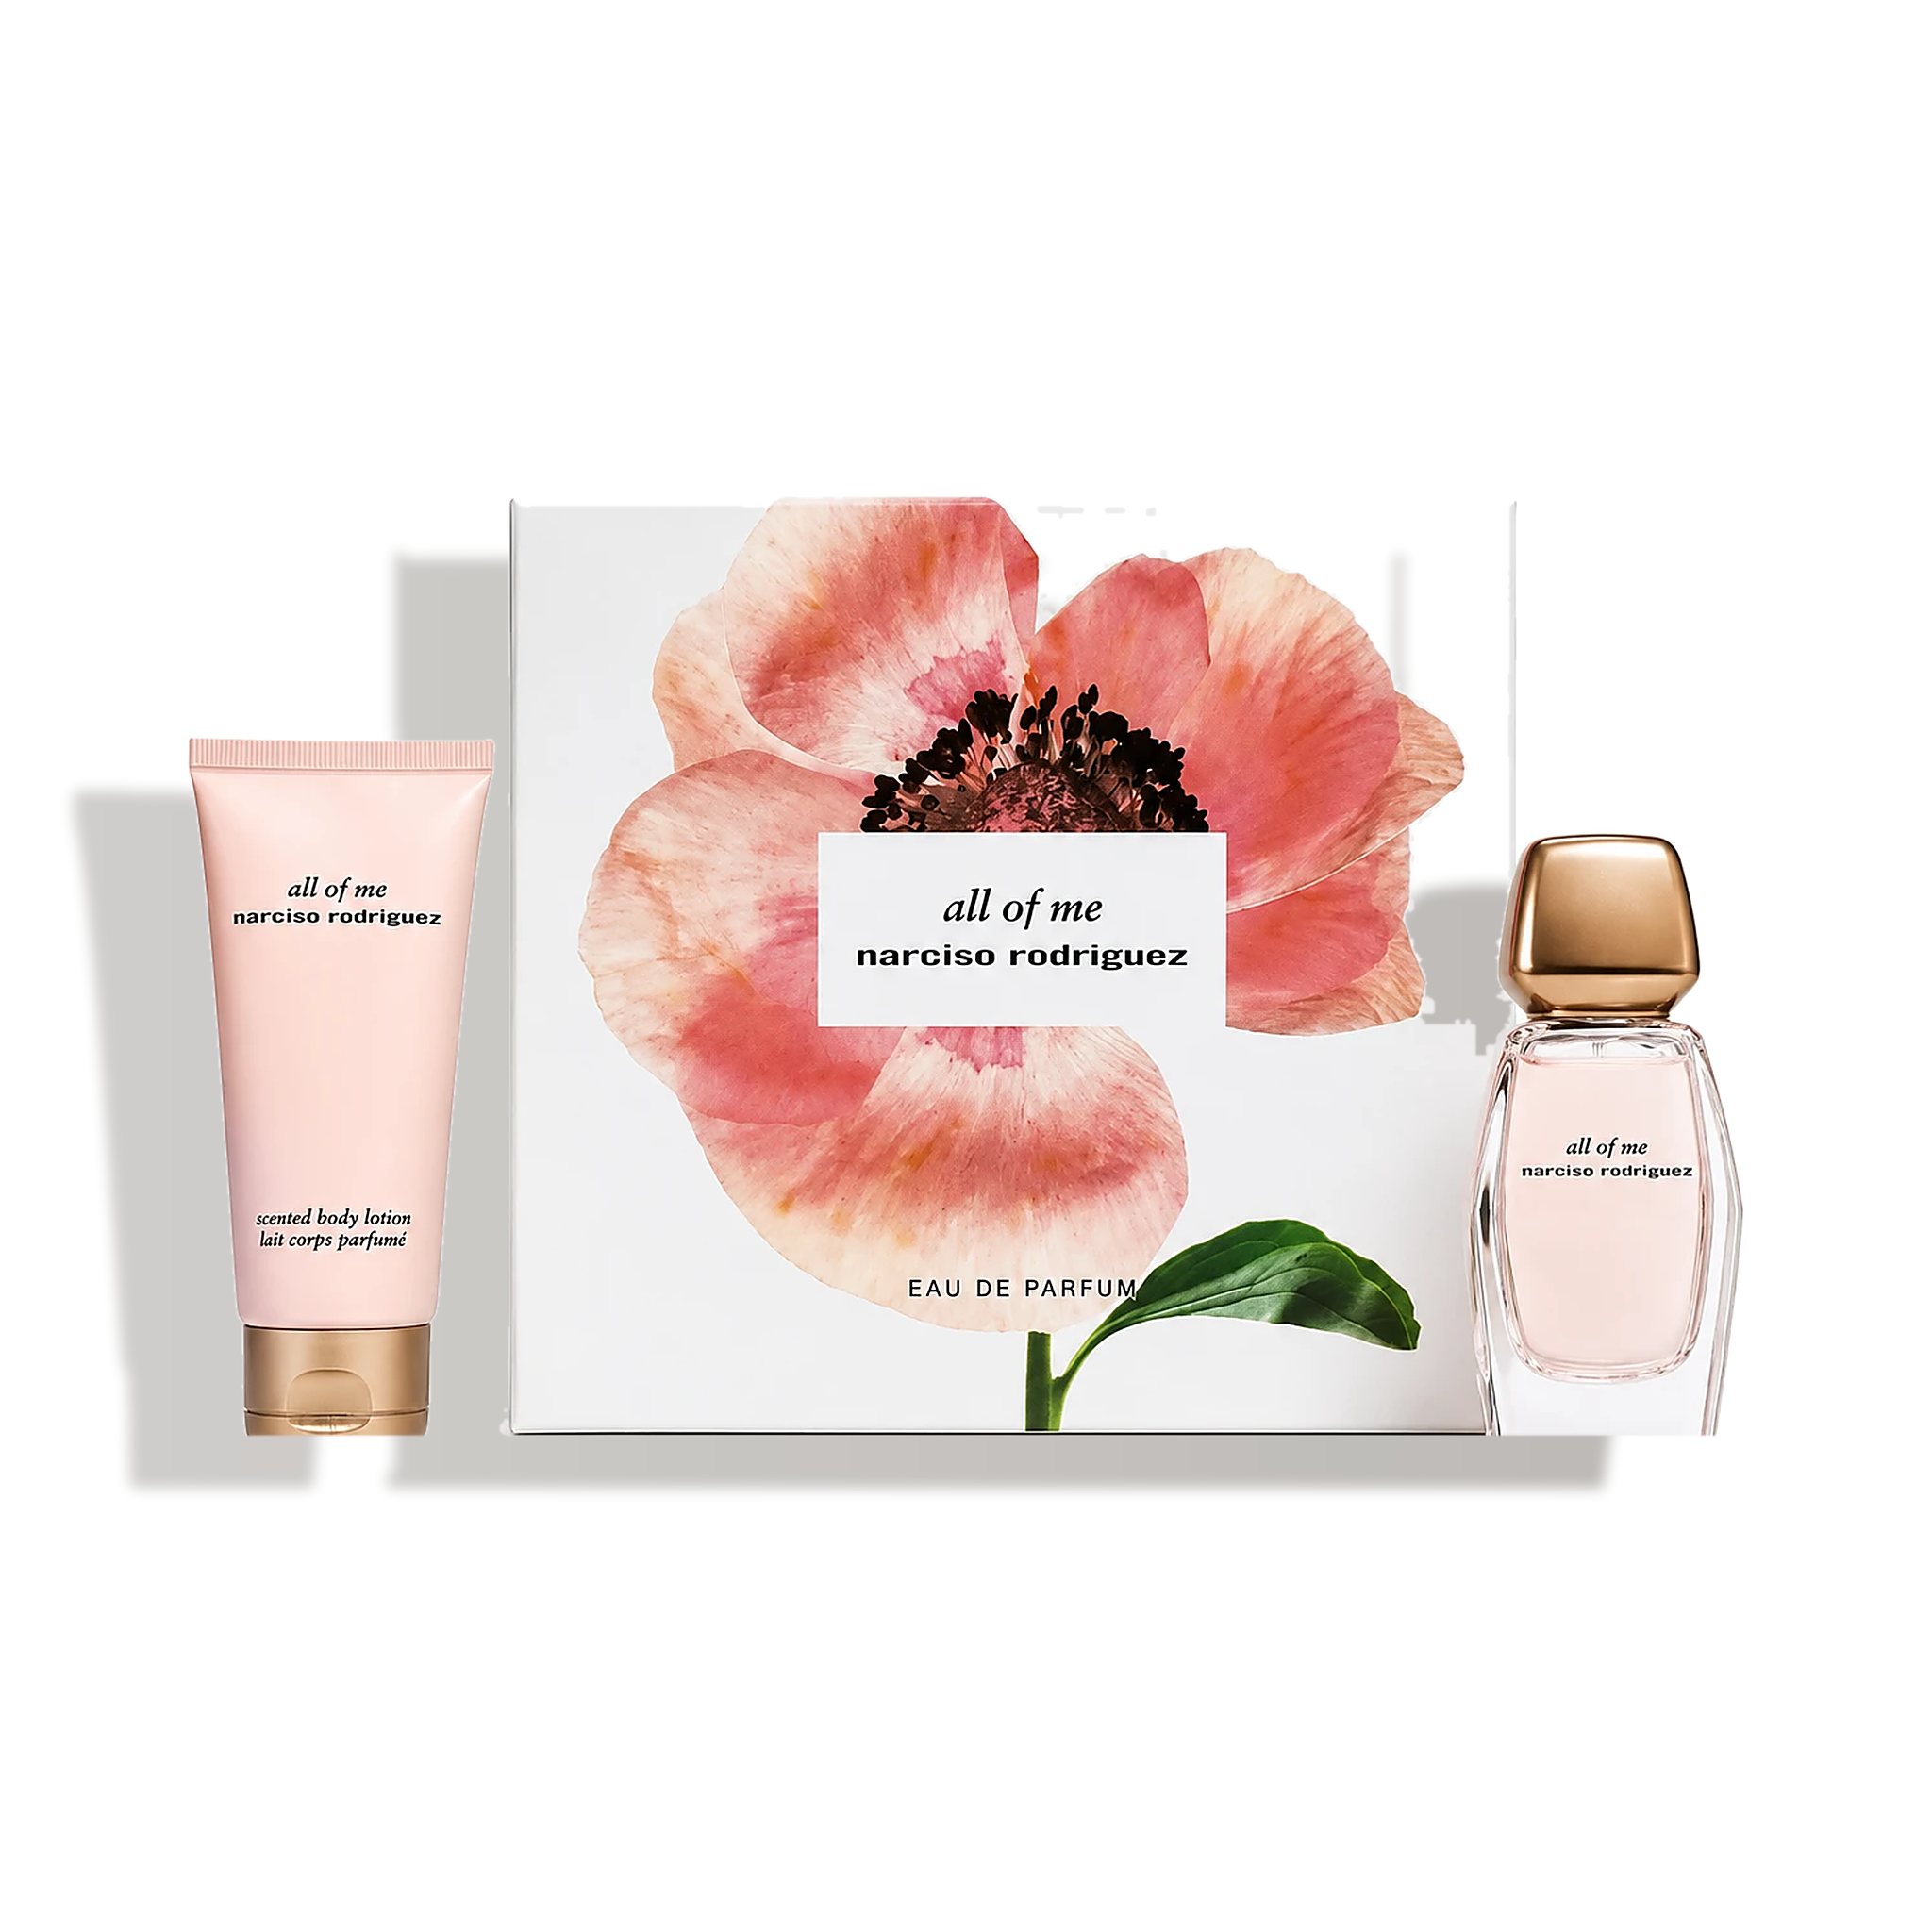 all of me
narciso rodriguez
scented body lotion
lait corps parfumé
all of me
narciso rodriguez
EAU DE PARFUM
all of me
narciso rodriguez